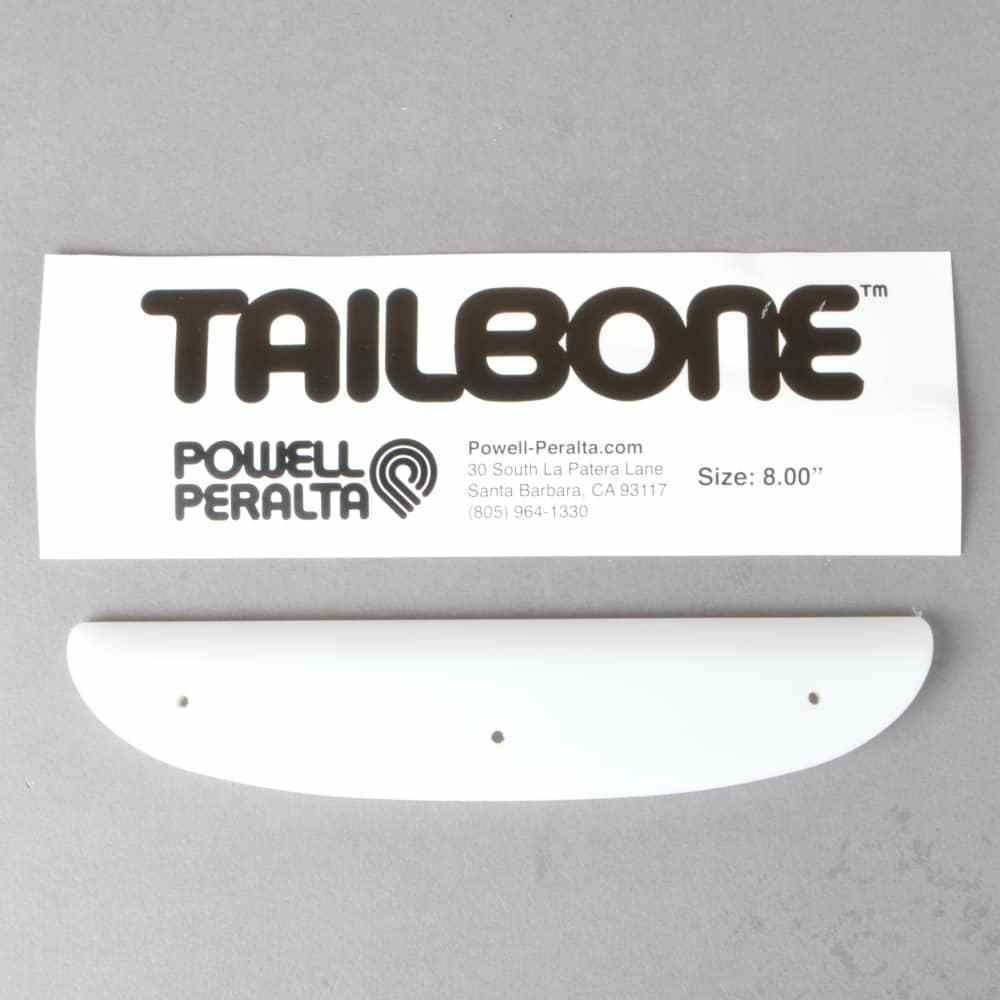 TAILBONE™
POWELL
PERALTA
Powell-Peralta.com
30 South La Patera Lane
Santa Barbara, CA 93117
(805) 964-1330
Size: 8.00”